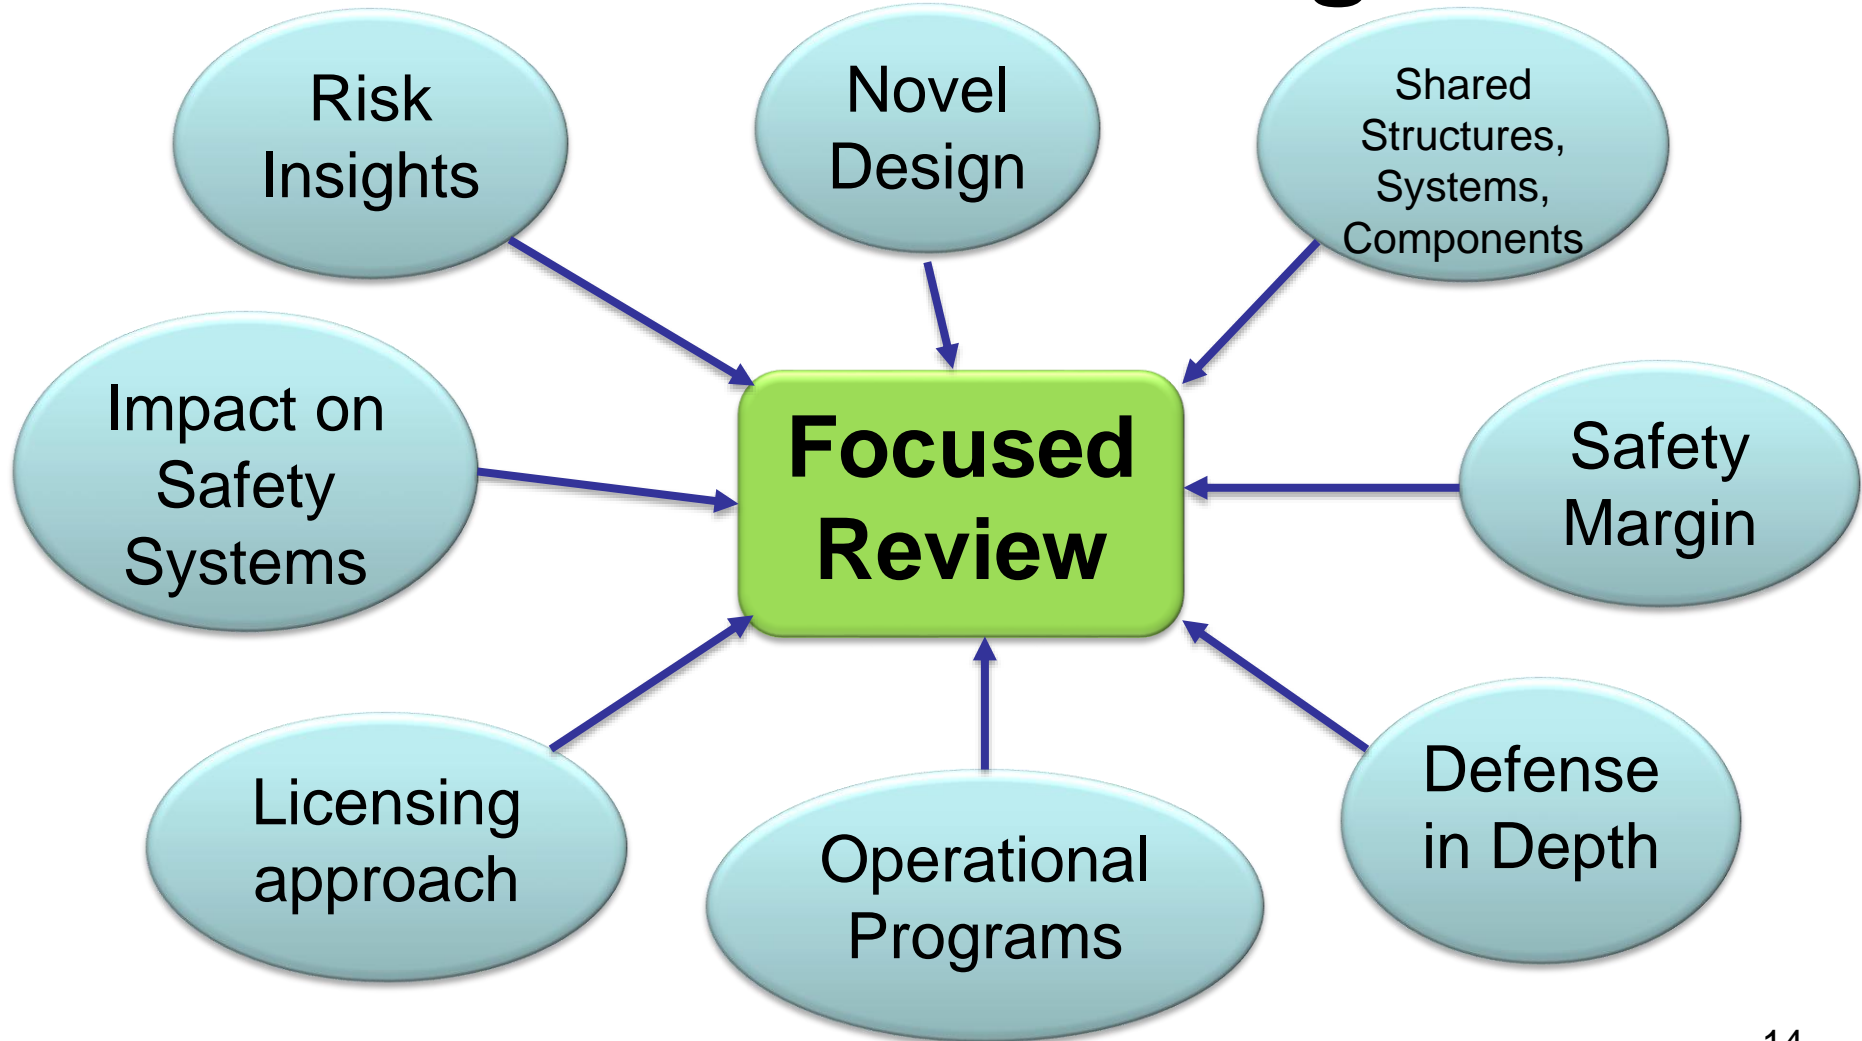 Risk
Insights
Novel
Design
Shared
Structures,
Systems,
Components
Impact on
Safety
Systems
Focused
Review
Safety
Margin
Licensing
approach
Operational
Programs
Defense
in Depth
14